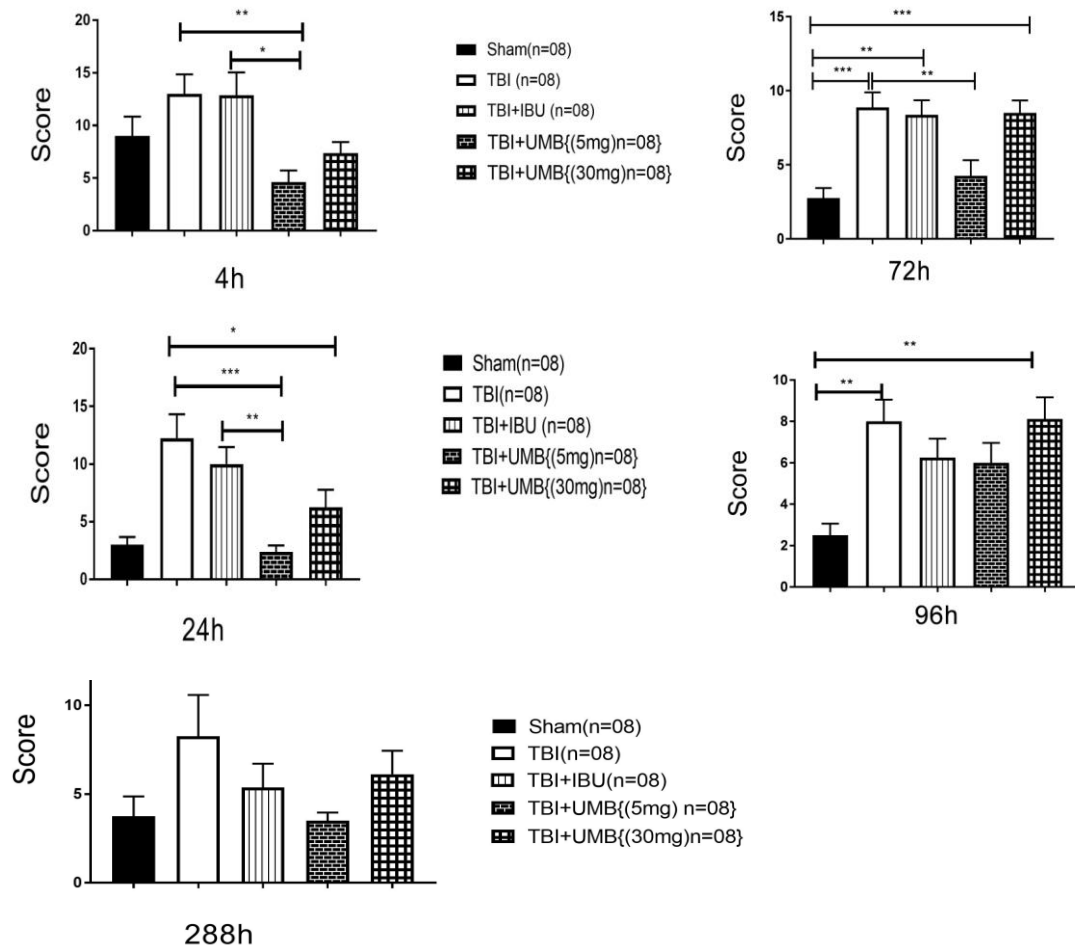 20
15
10
5
0
Score
**
*
4h
Sham(n=08)
TBI (n=08)
TBI+IBU (n=08)
TBI+UMB{(5mg)n=08}
TBI+UMB{(30mg)n=08}
15
10
5
0
Score
***
**
***
**
72h
20
15
10
5
0
Score
*
***
**
24h
Sham(n=08)
TBI(n=08)
TBI+IBU (n=08)
TBI+UMB{(5mg)n=08}
TBI+UMB{(30mg)n=08}
10
8
6
4
2
0
Score
**
**
96h
10
5
0
Score
288h
Sham(n=08)
TBI(n=08)
TBI+IBU(n=08)
TBI+UMB{(5mg) n=08}
TBI+UMB{(30mg)n=08}